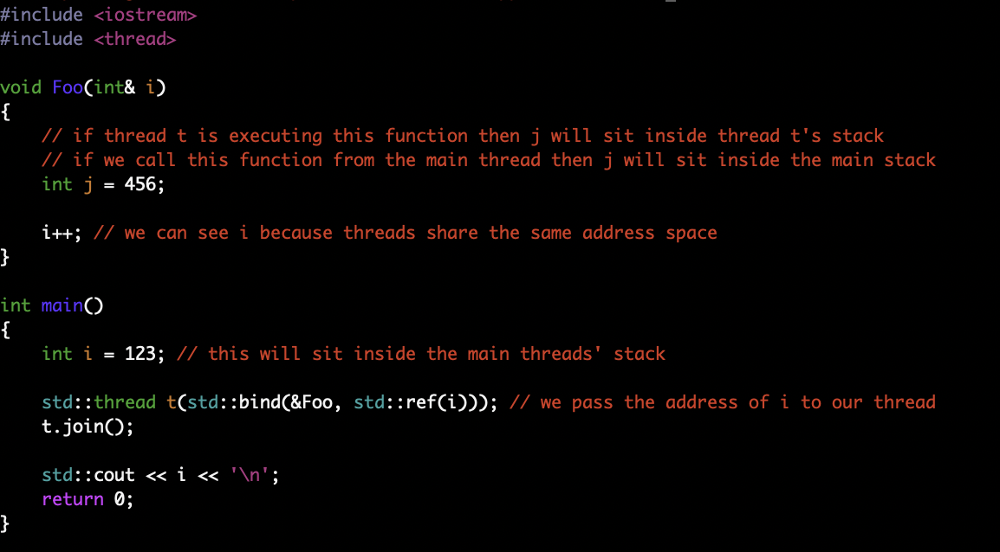 #include <iostream>
#include <thread>

void Foo(int& i)
{
    // if thread t is executing this function then j will sit inside thread t's stack
    // if we call this function from the main thread then j will sit inside the main stack
    int j = 456;

    i++; // we can see i because threads share the same address space
}

int main()
{
    int i = 123; // this will sit inside the main threads' stack

    std::thread t(std::bind(&Foo, std::ref(i))); // we pass the address of i to our thread
    t.join();

    std::cout << i << '\n';
    return 0;
}